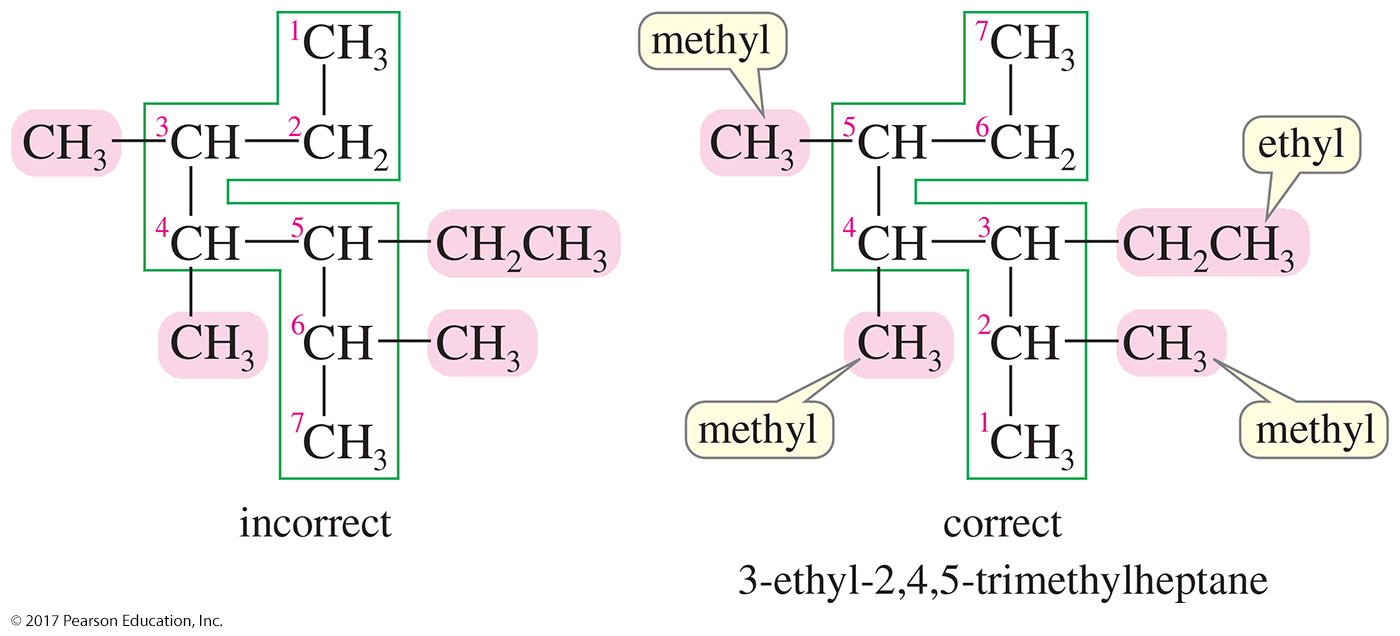 methyl
1CH3 7CH3
CH3 3CH 2CH2 CH3 5CH 6CH2
ethyl
4CH 5CH CH2CH3 4CH 3CH CH2CH3
CH3 6CH CH3 CH3 2CH CH3
methyl methyl
7CH3 1CH3
incorrect correct
3-ethyl-2,4,5-trimethylheptane
© 2017 Pearson Education, Inc.